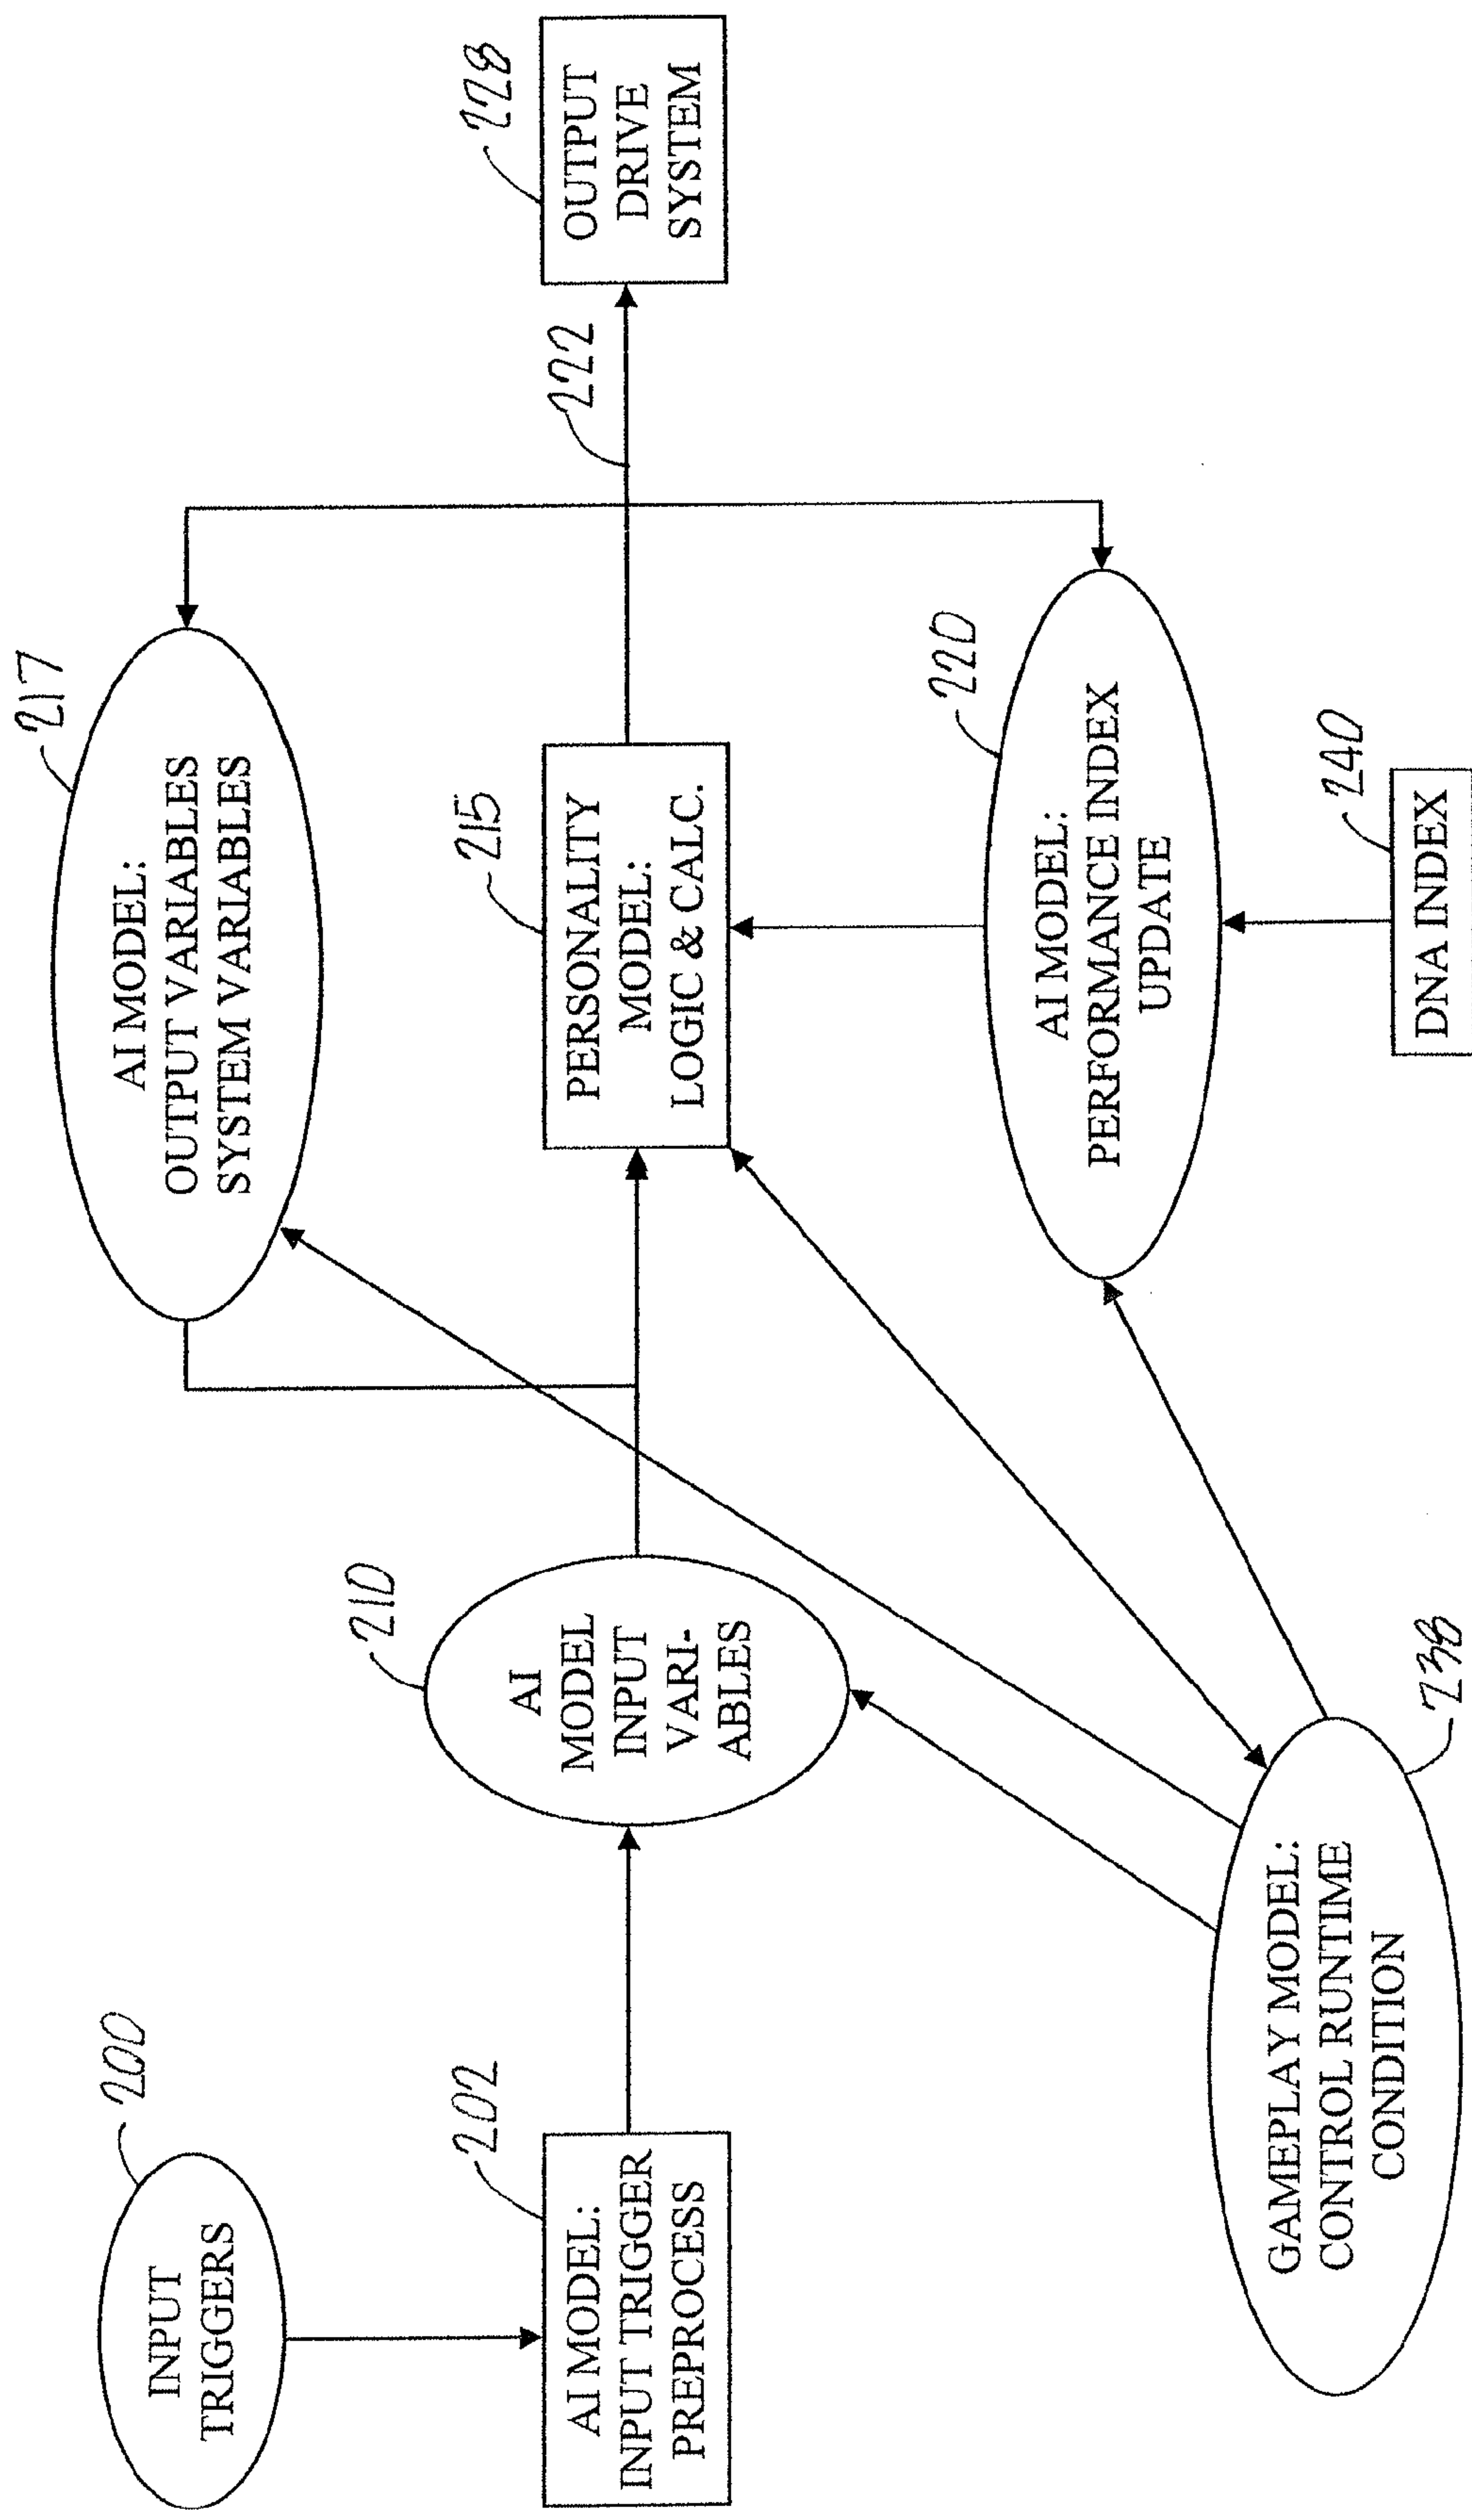 200
INPUT
TRIGGERS
202
AI MODEL:
INPUT TRIGGER
PREPROCESS
210
AI
MODEL
INPUT
VARI-
ABLES
217
AI MODEL:
OUTPUT VARIABLES
SYSTEM VARIABLES
215
PERSONALITY
MODEL:
LOGIC & CALC.
222
228
OUTPUT
DRIVE
SYSTEM
220
AI MODEL:
PERFORMANCE INDEX
UPDATE
240
DNA INDEX
GAMEPLAY MODEL:
CONTROL RUNTIME
CONDITION
238